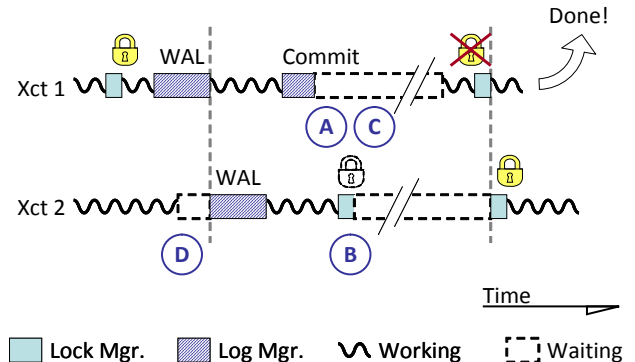 Done!
WAL
Commit
Xct 1
A
C
WAL
Xct 2
D
B
Time
Lock Mgr.
Log Mgr.
Working
Waiting